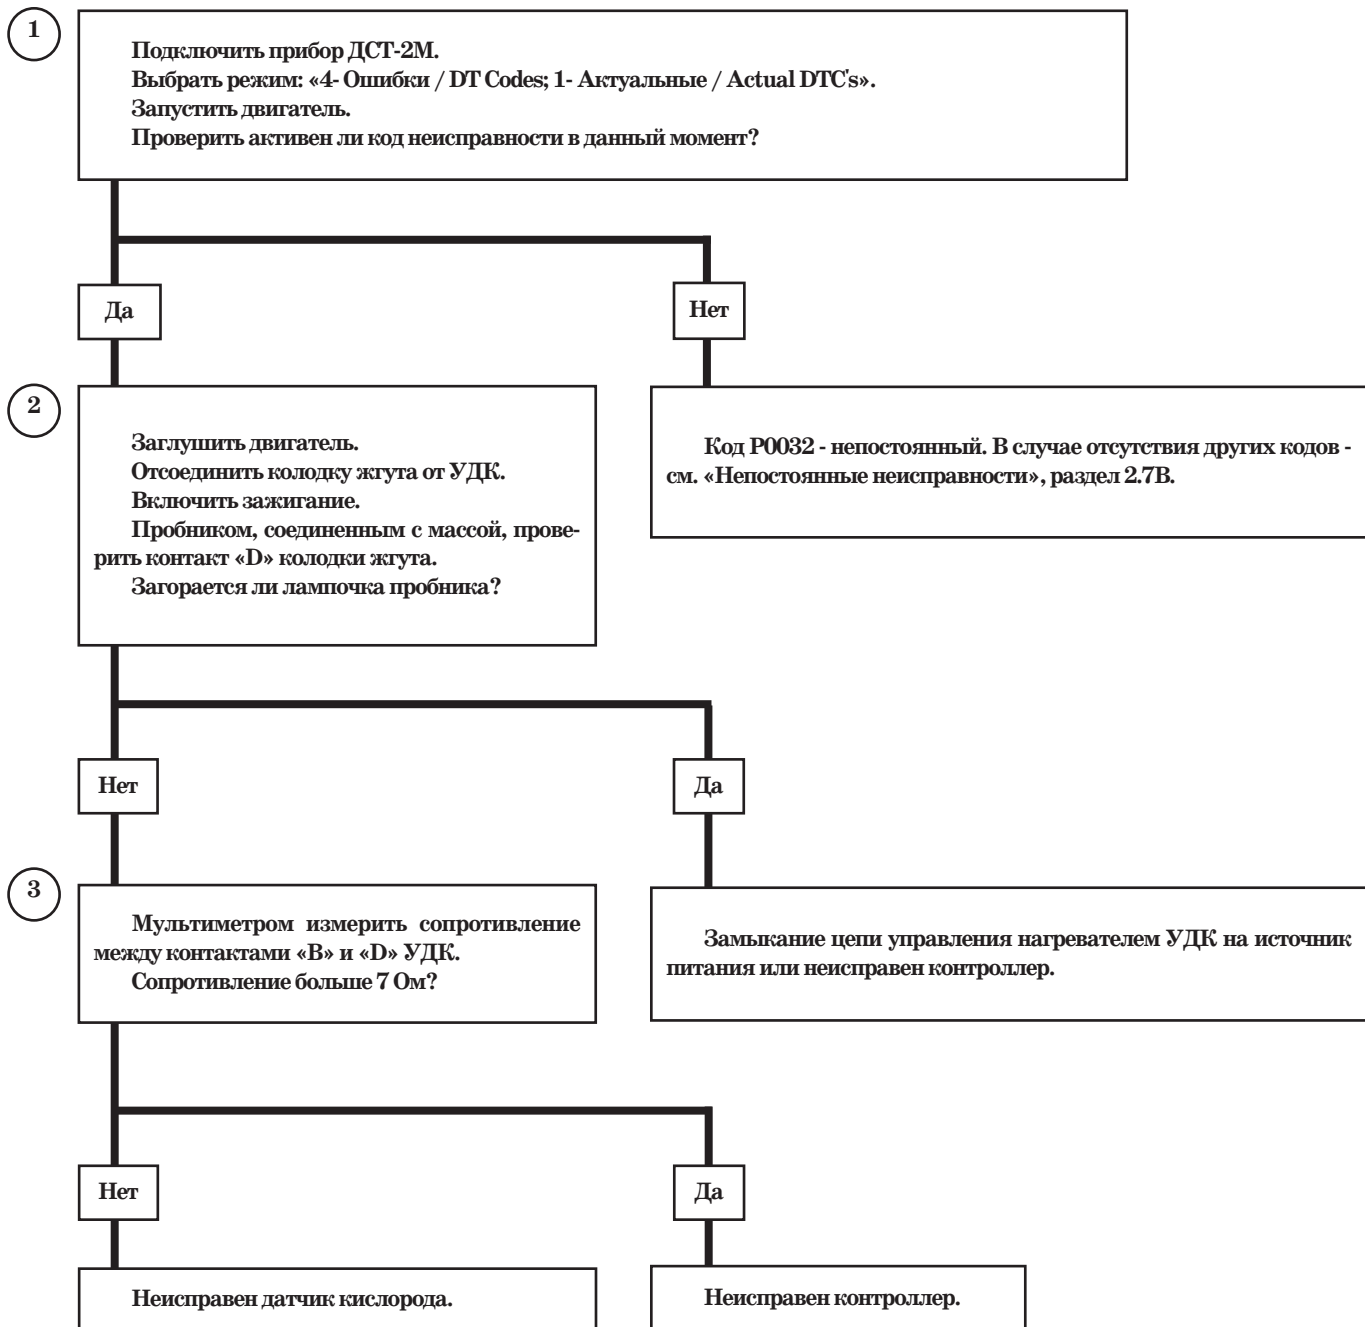 1
Подключить прибор ДСТ-2М.
Выбрать режим: «4- Ошибки / DT Codes; 1- Актуальные / Actual DTC's».
Запустить двигатель.
Проверить активен ли код неисправности в данный момент?
Да
Нет
2
Заглушить двигатель.
Отсоединить колодку жгута от УДК.
Включить зажигание.
Пробником, соединенным с массой, прове-
рить контакт «D» колодки жгута.
Загорается ли лампочка пробника?
Код Р0032 - непостоянный. В случае отсутствия других кодов -
см. «Непостоянные неисправности», раздел 2.7В.
Нет
Да
3
Мультиметром измерить сопротивление
между контактами «B» и «D» УДК.
Сопротивление больше 7 Ом?
Замыкание цепи управления нагревателем УДК на источник
питания или неисправен контроллер.
Нет
Да
Неисправен датчик кислорода.
Неисправен контроллер.